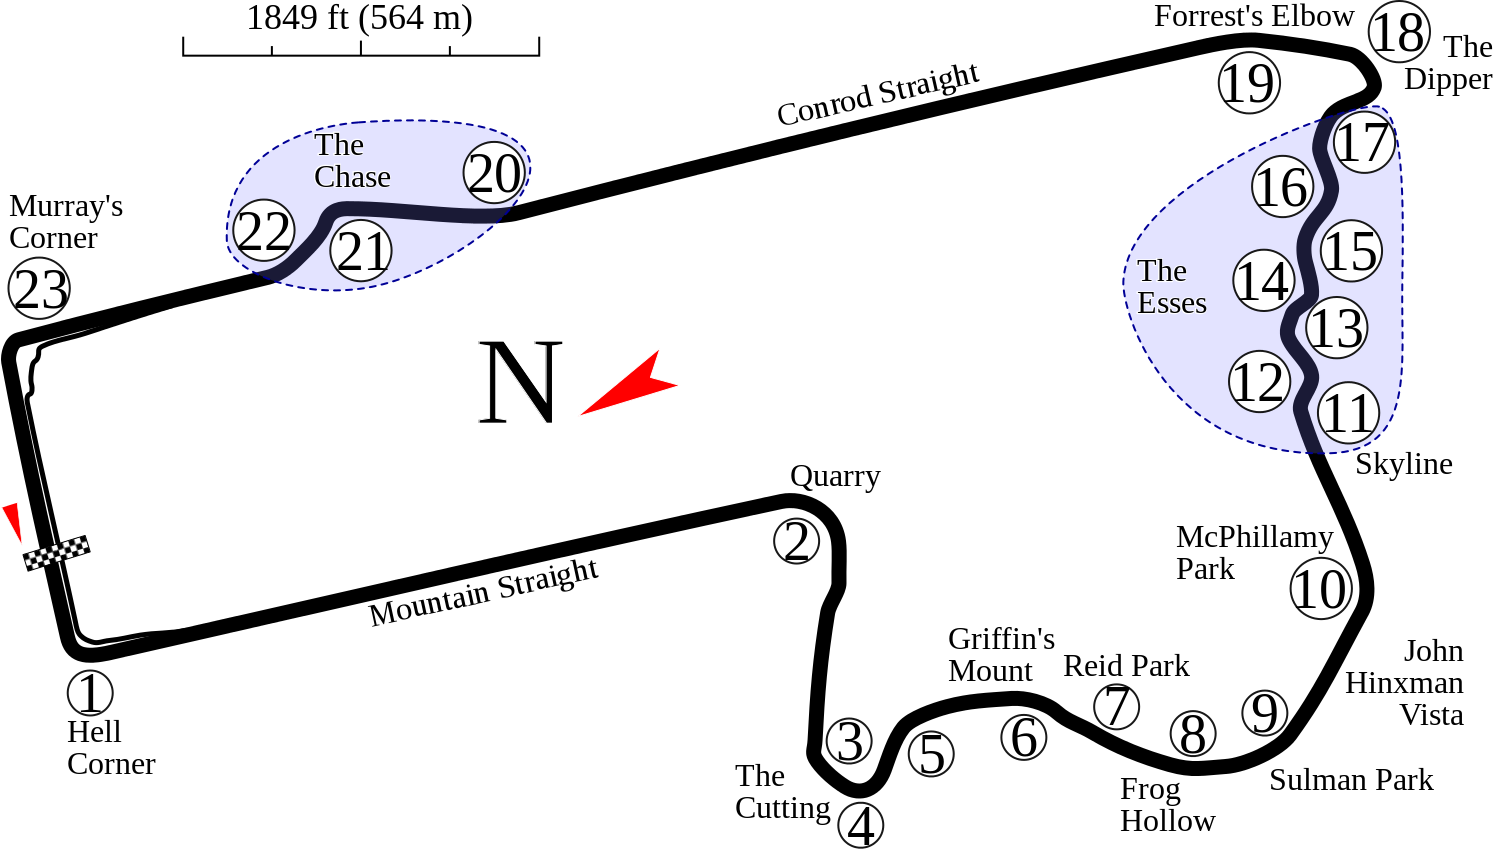 1849 ft (564 m)
Forrest's Elbow
18
The
Dipper
19
Conrod Straight
The
Chase
20
17
16
Murray's
Corner
22
21
15
23
The
Esses
14
13
N
12
11
Skyline
Quarry
2
McPhillamy
Park
10
Mountain Straight
Griffin's
Mount
Reid Park
John
Hinxman
Vista
1
Hell
Corner
7
9
3
5
6
8
The
Cutting
4
Frog
Hollow
Sulman Park